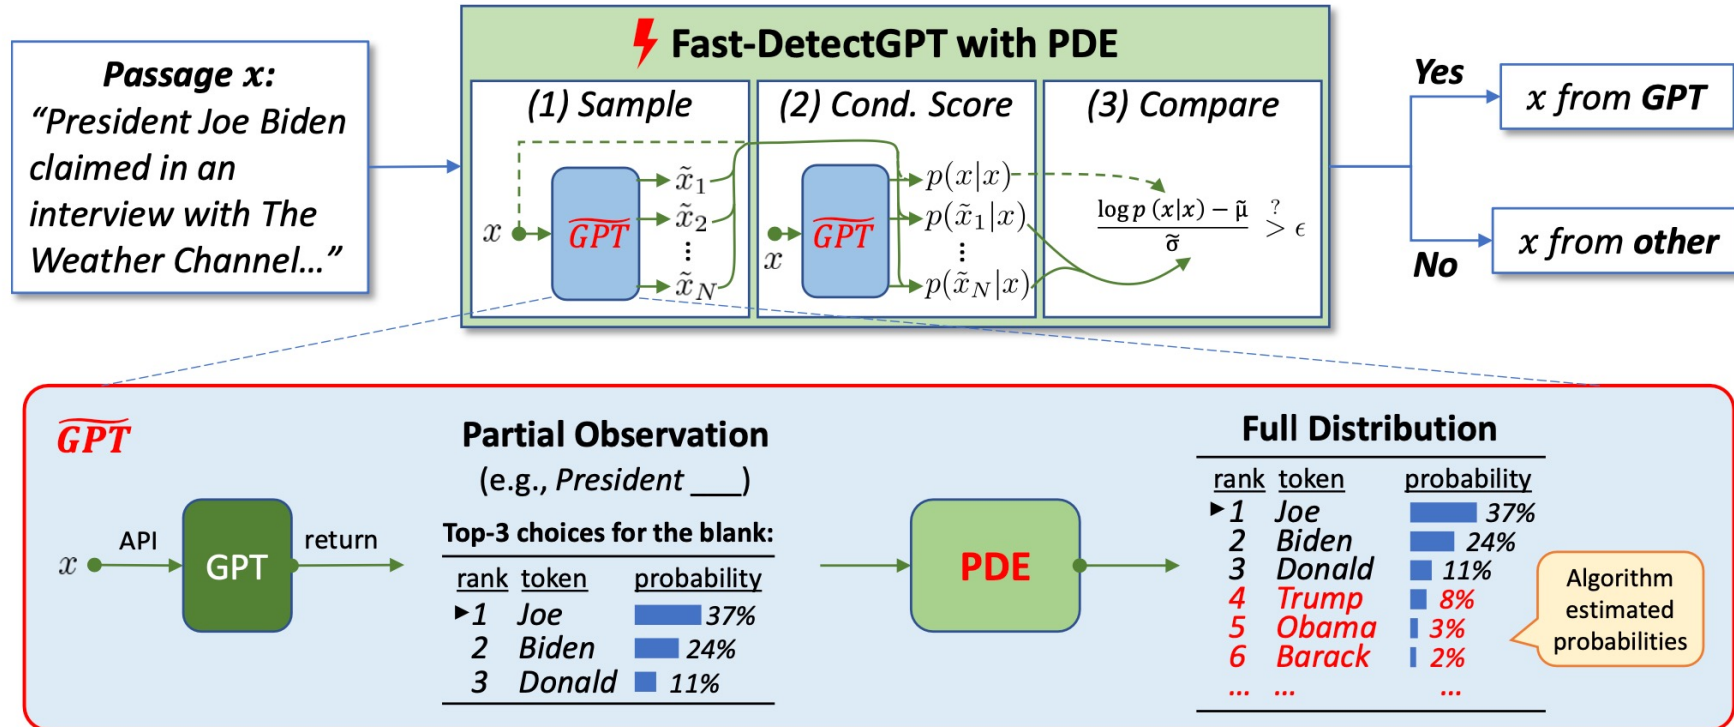 Passage x:
“President Joe Biden
claimed in an
interview with The
Weather Channel…”
Fast-DetectGPT with PDE
(1) Sample
x
G͠P͠T͠
x̃₁
x̃₂
⋮
x̃_N
(2) Cond. Score
x
G͠P͠T͠
p(x|x)
p(x̃₁|x)
⋮
p(x̃_N|x)
(3) Compare
log p (x|x) − μ̃
σ̃
? > ϵ
Yes
x from GPT
No
x from other
G͠P͠T͠
x
API
GPT
return
Partial Observation
(e.g., President ___)
Top-3 choices for the blank:
rank token probability
▸1 Joe 37%
2 Biden 24%
3 Donald 11%
PDE
Full Distribution
rank token probability
▸1 Joe 37%
2 Biden 24%
3 Donald 11%
4 Trump 8%
5 Obama 3%
6 Barack 2%
... ... ...
Algorithm
estimated
probabilities